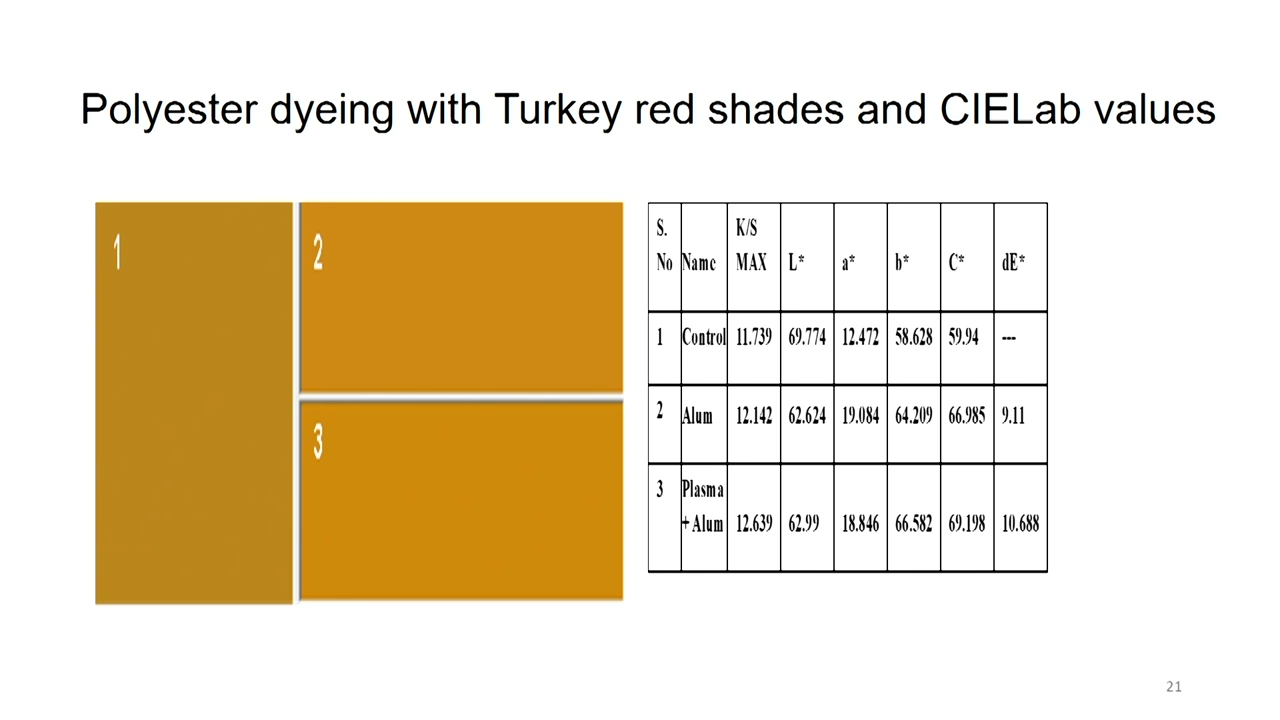 Polyester dyeing with Turkey red shades and CIELab values
1
2
3
S. No Name K/S MAX L* a* b* C* dE*
1 Control 11.739 69.774 12.472 58.628 59.94 ---
2 Alum 12.142 62.624 19.084 64.209 66.985 9.11
3 Plasma + Alum 12.639 62.99 18.846 66.582 69.198 10.688
21